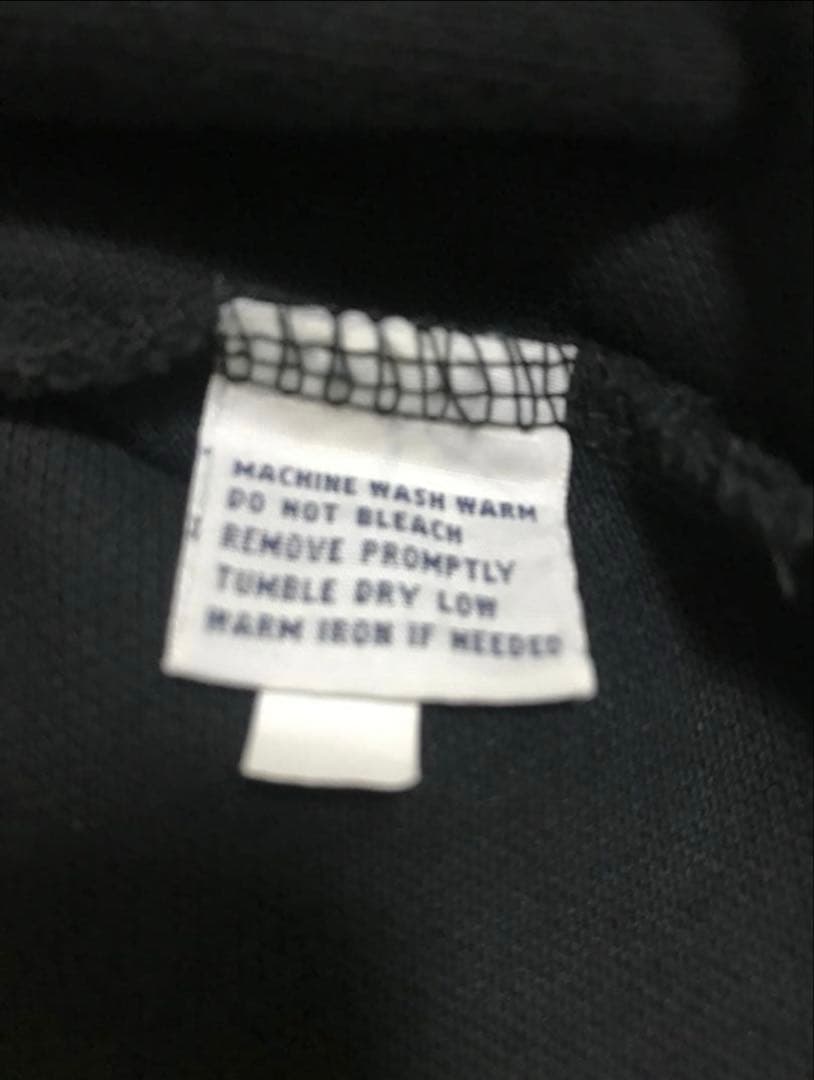 MACHINE WASH WARM
DO NOT BLEACH
REMOVE PROMPTLY
TUMBLE DRY LOW
WARM IRON IF NEEDED